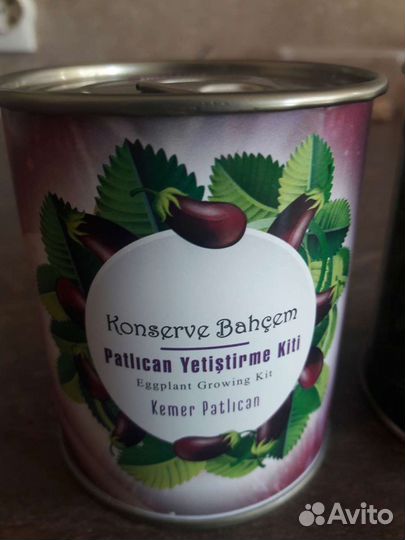 Konserve Bahçem
Patlıcan Yetiştirme Kiti
Eggplant Growing Kit
Kemer Patlıcan
Avito